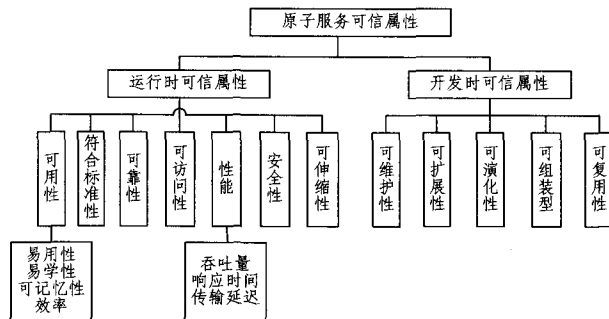 原子服务可信属性
运行时可信属性
开发时可信属性
可用性
符合标准性
可靠性
可访问性
性能
安全性
可伸缩性
可维护性
可扩展性
可演化性
可组装型
可复用性
易用性
易学性
可记忆性
效率
吞吐量
响应时间
传输延迟